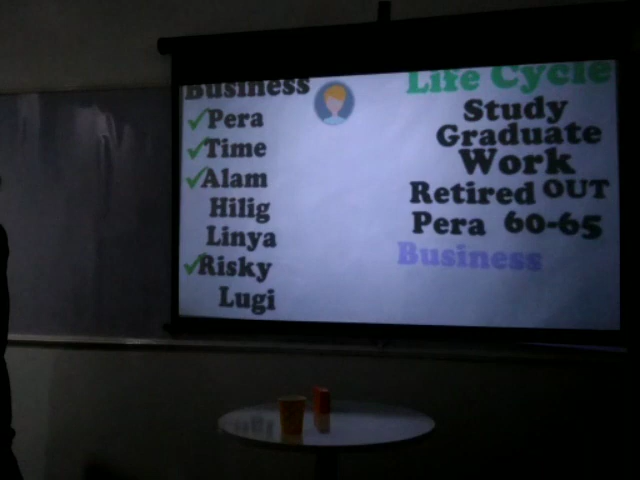 Business
✓Pera
✓Time
✓Alam
Hilig
Linya
✓Risky
Lugi
Life Cycle
Study
Graduate
Work
Retired OUT
Pera 60-65
Business